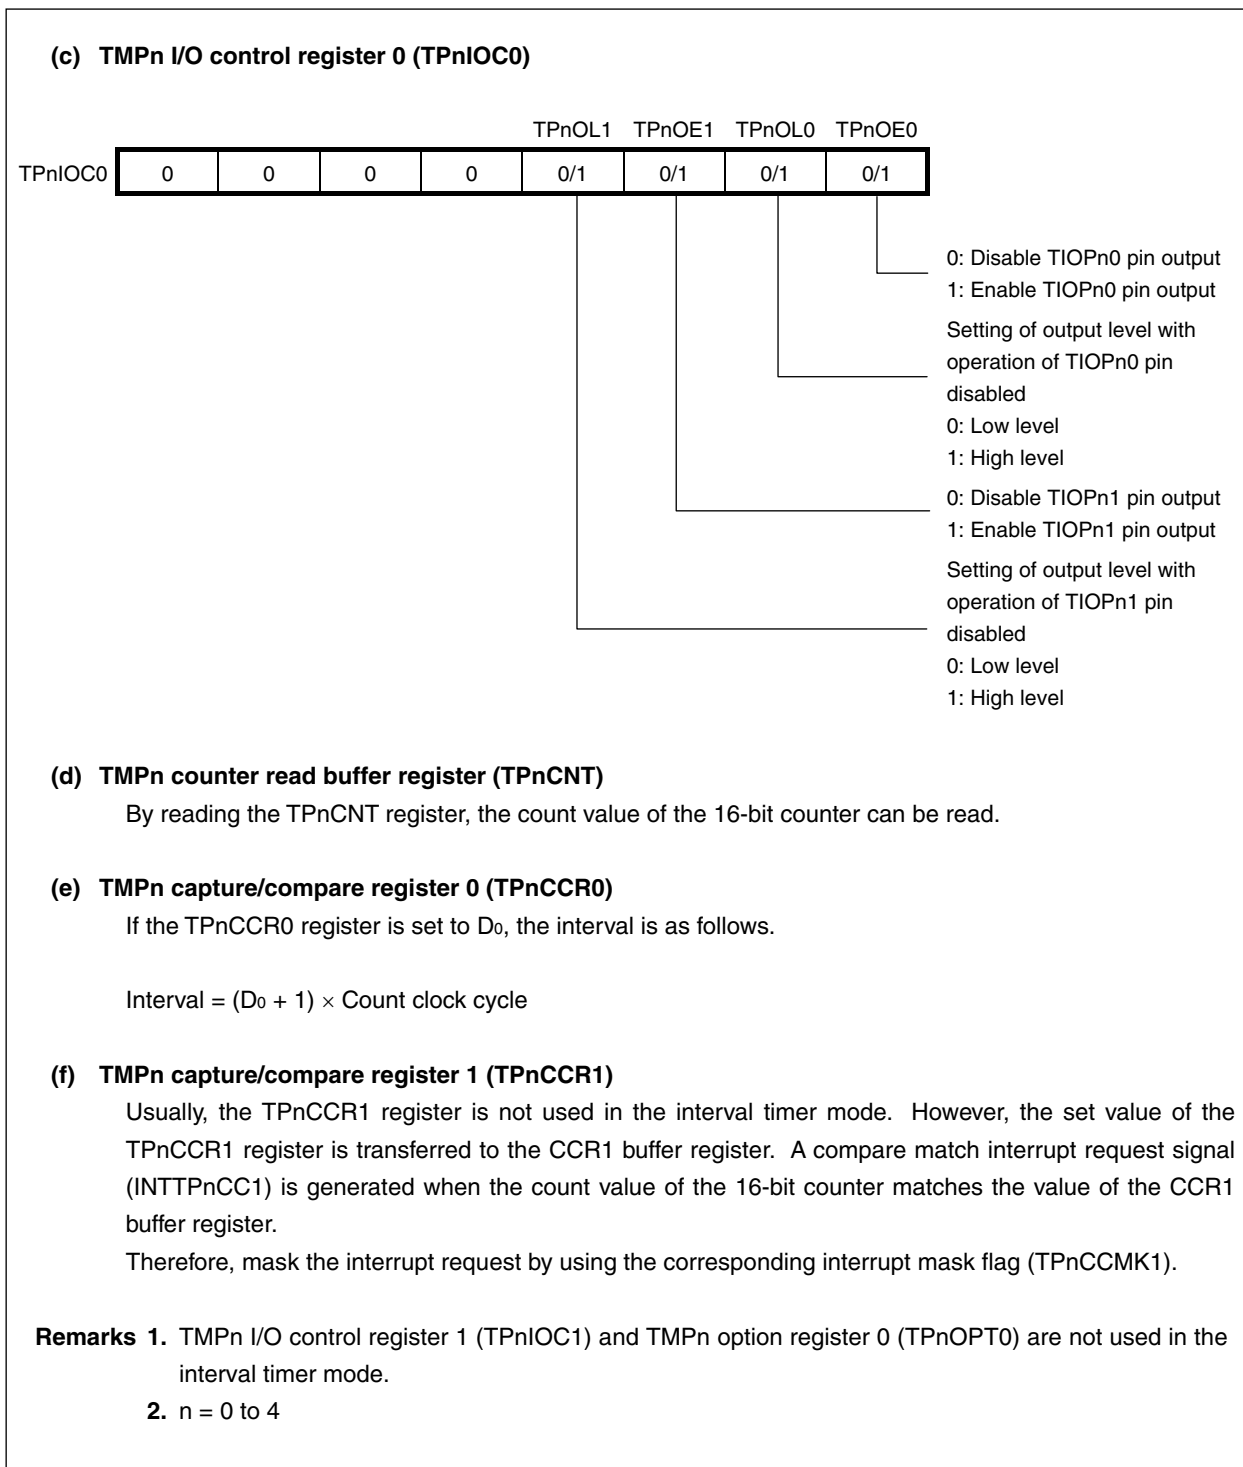 (c) TMPn I/O control register 0 (TPnIOC0)
TPnOL1 TPnOE1 TPnOL0 TPnOE0
TPnIOC0 0 0 0 0 0/1 0/1 0/1 0/1
0: Disable TIOPn0 pin output
1: Enable TIOPn0 pin output
Setting of output level with
operation of TIOPn0 pin
disabled
0: Low level
1: High level
0: Disable TIOPn1 pin output
1: Enable TIOPn1 pin output
Setting of output level with
operation of TIOPn1 pin
disabled
0: Low level
1: High level
(d) TMPn counter read buffer register (TPnCNT)
By reading the TPnCNT register, the count value of the 16-bit counter can be read.
(e) TMPn capture/compare register 0 (TPnCCR0)
If the TPnCCR0 register is set to D0, the interval is as follows.
Interval = (D0 + 1) × Count clock cycle
(f) TMPn capture/compare register 1 (TPnCCR1)
Usually, the TPnCCR1 register is not used in the interval timer mode. However, the set value of the
TPnCCR1 register is transferred to the CCR1 buffer register. A compare match interrupt request signal
(INTTPnCC1) is generated when the count value of the 16-bit counter matches the value of the CCR1
buffer register.
Therefore, mask the interrupt request by using the corresponding interrupt mask flag (TPnCCMK1).
Remarks 1. TMPn I/O control register 1 (TPnIOC1) and TMPn option register 0 (TPnOPT0) are not used in the
interval timer mode.
2. n = 0 to 4